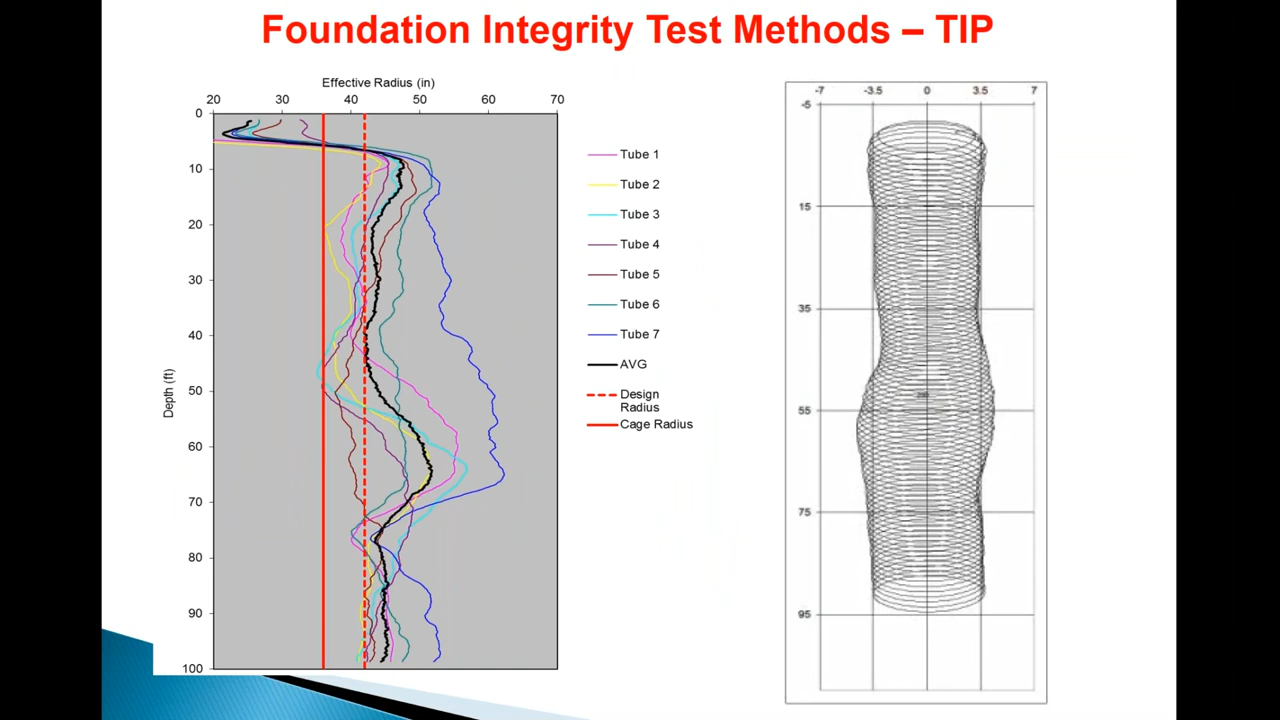 Foundation Integrity Test Methods – TIP
Effective Radius (in)
20 30 40 50 60 70
0
10
20
30
40
50
60
70
80
90
100
Depth (ft)
Tube 1
Tube 2
Tube 3
Tube 4
Tube 5
Tube 6
Tube 7
AVG
Design
Radius
Cage Radius
-7 -3.5 0 3.5 7
-5
15
35
55
75
95